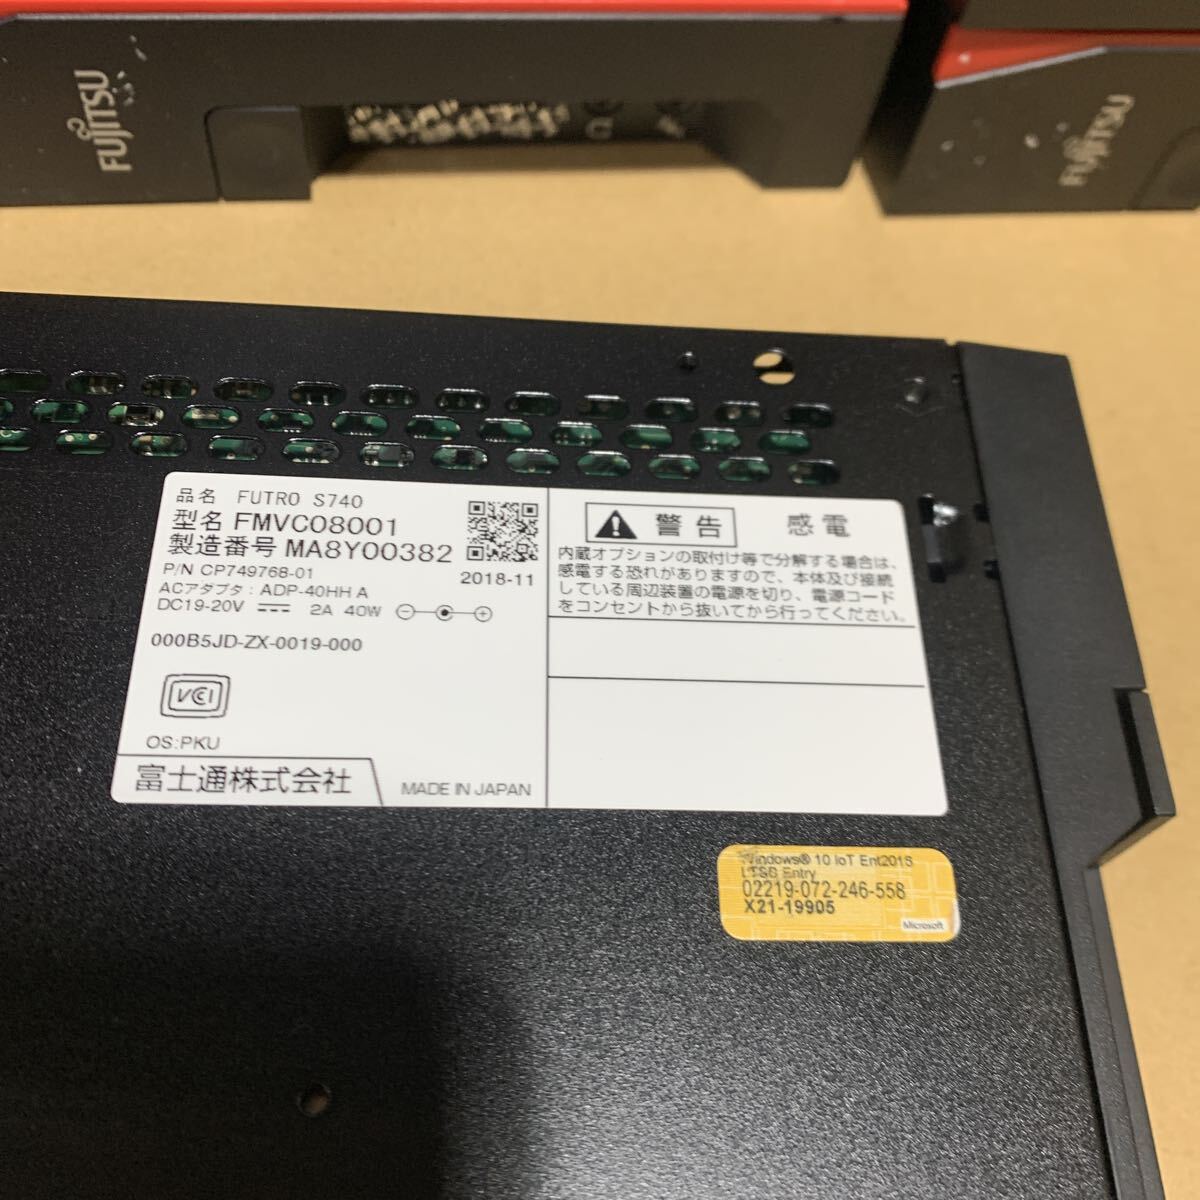 FUJITSU
FUJITSU
品名 FUTRO S740
型名 FMVC08001
製造番号 MA8Y00382
P/N CP749768-01
2018-11
ACアダプタ：ADP-40HH A
DC19-20V 2A 40W
000B5JD-ZX-0019-000
VCCI
OS:PKU
富士通株式会社
MADE IN JAPAN
警告 感電
内蔵オプションの取付け等で分解する場合は、
感電する恐れがありますので、本体及び接続
している周辺装置の電源を切り、電源コード
をコンセントから抜いてから行ってください。
Windows® 10 IoT Ent2016
LTSB Entry
02219-072-246-558
X21-19905
Microsoft